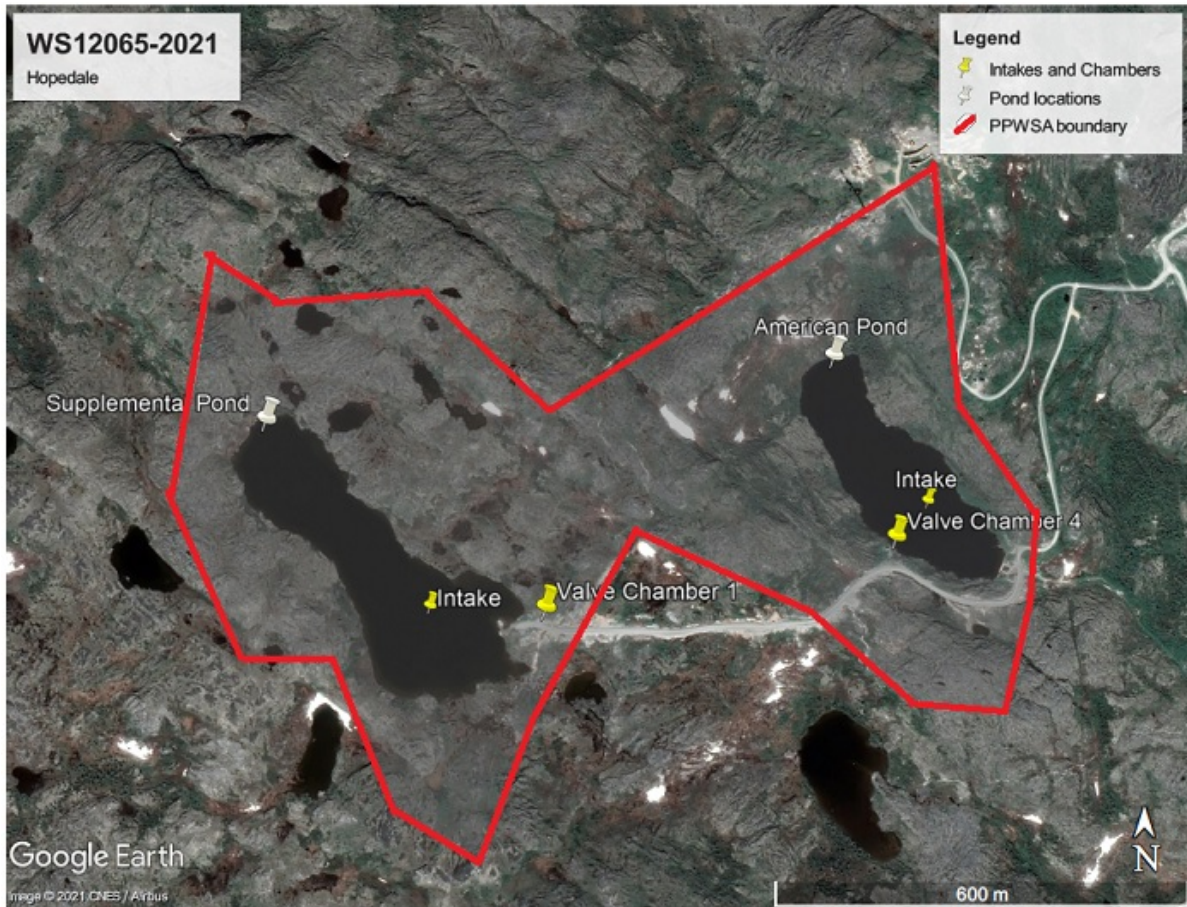 WS12065-2021
Hopedale
Legend
Intakes and Chambers
Pond locations
PPWSA boundary
American Pond
Supplemental Pond
Intake
Valve Chamber 4
Intake
Valve Chamber 1
Google Earth
Image © 2021 CNES / Airbus
N
600 m